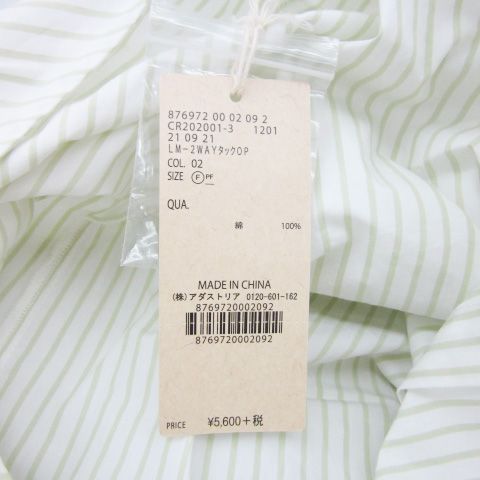 876972 00 02 09 2
CR202001-3 1201
21 09 21
LM-2WAYタックOP
COL. 02
SIZE F PF
QUA.
綿 100%
MADE IN CHINA
(株)アダストリア 0120-601-162
8769720002092
8769720002092
PRICE ¥5,600+税